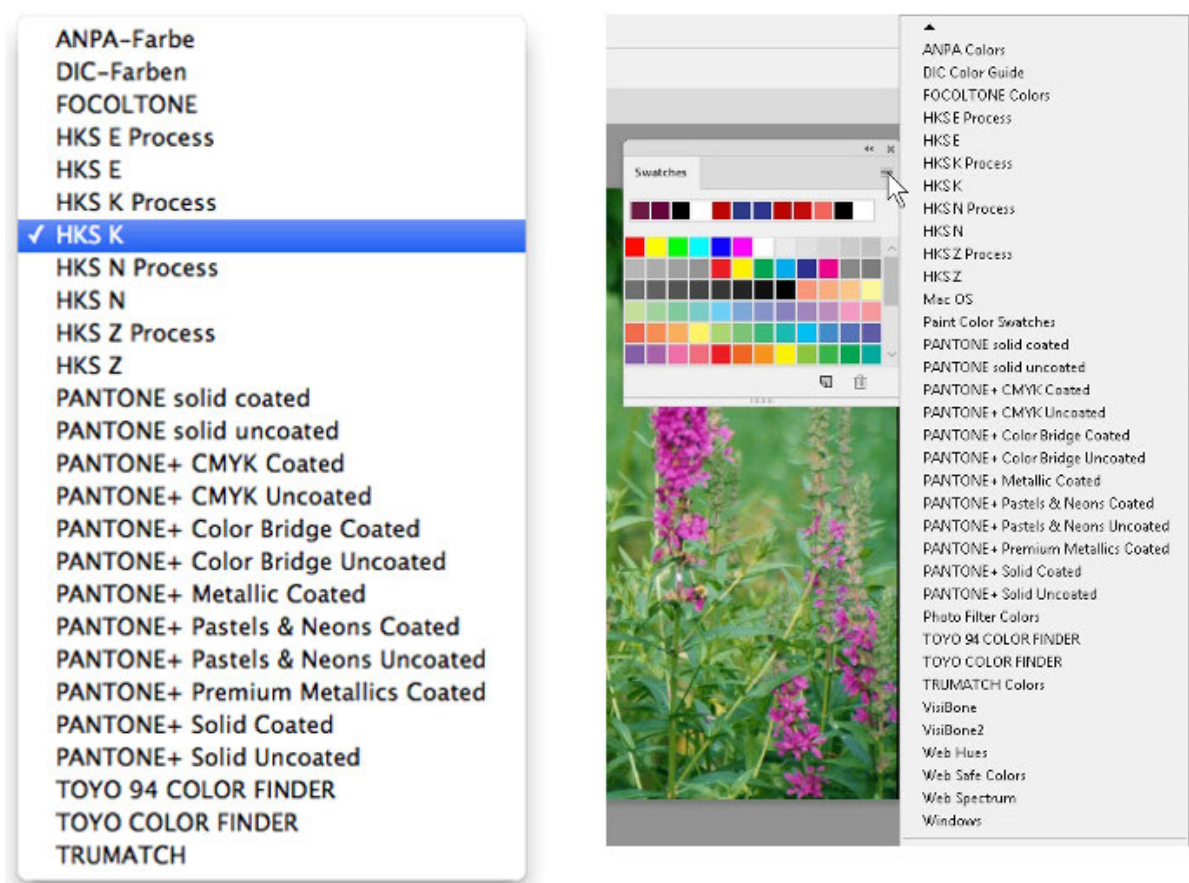 ANPA-Farbe
DIC-Farben
FOCOLTONE
HKS E Process
HKS E
HKS K Process
✓ HKS K
HKS N Process
HKS N
HKS Z Process
HKS Z
PANTONE solid coated
PANTONE solid uncoated
PANTONE+ CMYK Coated
PANTONE+ CMYK Uncoated
PANTONE+ Color Bridge Coated
PANTONE+ Color Bridge Uncoated
PANTONE+ Metallic Coated
PANTONE+ Pastels & Neons Coated
PANTONE+ Pastels & Neons Uncoated
PANTONE+ Premium Metallics Coated
PANTONE+ Solid Coated
PANTONE+ Solid Uncoated
TOYO 94 COLOR FINDER
TOYO COLOR FINDER
TRUMATCH
Swatches
ANPA Colors
DIC Color Guide
FOCOLTONE Colors
HKS E Process
HKS E
HKS K Process
HKS K
HKS N Process
HKS N
HKS Z Process
HKS Z
Mac OS
Paint Color Swatches
PANTONE solid coated
PANTONE solid uncoated
PANTONE+ CMYK Coated
PANTONE+ CMYK Uncoated
PANTONE+ Color Bridge Coated
PANTONE+ Color Bridge Uncoated
PANTONE+ Metallic Coated
PANTONE+ Pastels & Neons Coated
PANTONE+ Pastels & Neons Uncoated
PANTONE+ Premium Metallics Coated
PANTONE+ Solid Coated
PANTONE+ Solid Uncoated
Photo Filter Colors
TOYO 94 COLOR FINDER
TOYO COLOR FINDER
TRUMATCH Colors
VisiBone
VisiBone2
Web Hues
Web Safe Colors
Web Spectrum
Windows